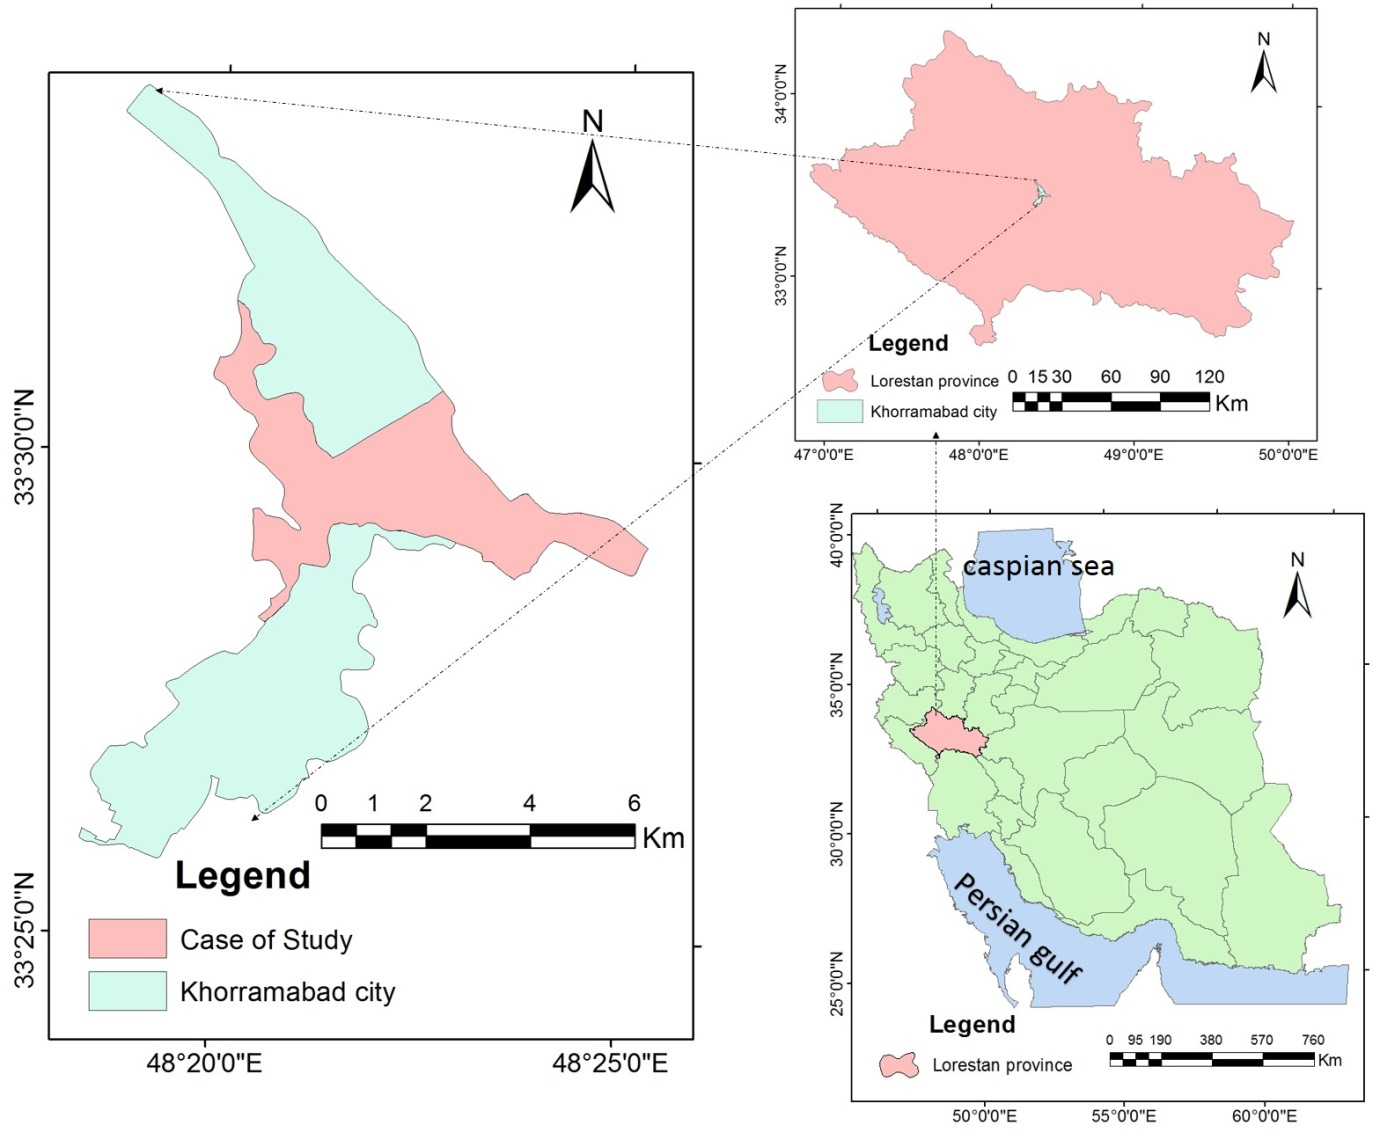 N
33°30'0"N
33°25'0"N
0 1 2 4 6
Km
Legend
Case of Study
Khorramabad city
48°20'0"E 48°25'0"E
N
34°0'0"N
33°0'0"N
Legend
Lorestan province
Khorramabad city
0 15 30 60 90 120
Km
47°0'0"E 48°0'0"E 49°0'0"E 50°0'0"E
N
40°0'0"N
35°0'0"N
30°0'0"N
25°0'0"N
caspian sea
Persian gulf
Legend
Lorestan province
0 95 190 380 570 760
Km
50°0'0"E 55°0'0"E 60°0'0"E